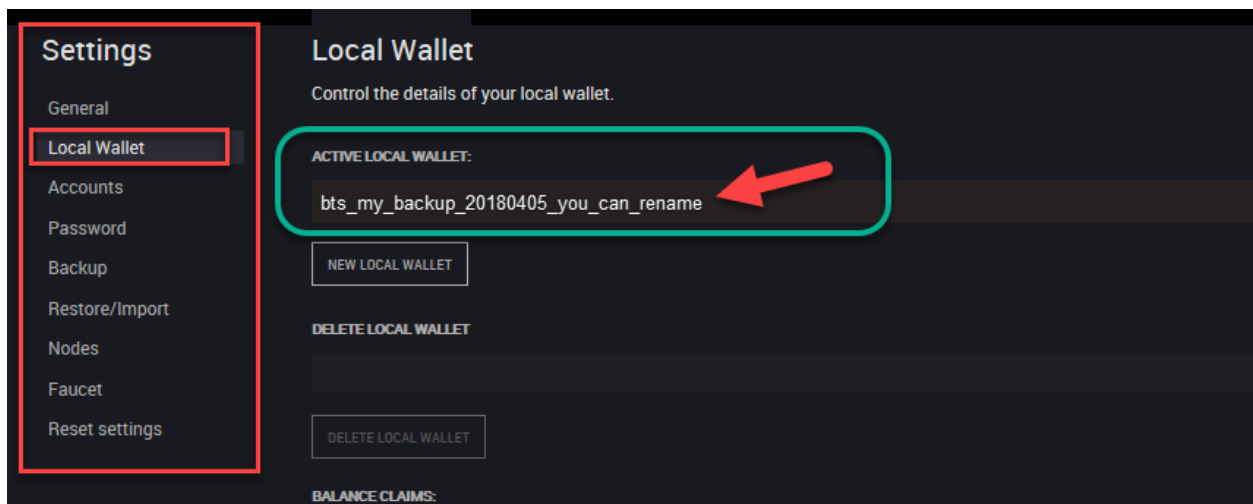 Settings
General
Local Wallet
Accounts
Password
Backup
Restore/Import
Nodes
Faucet
Reset settings
Local Wallet
Control the details of your local wallet.
ACTIVE LOCAL WALLET:
bts_my_backup_20180405_you_can_rename
NEW LOCAL WALLET
DELETE LOCAL WALLET
DELETE LOCAL WALLET
BALANCE CLAIMS: